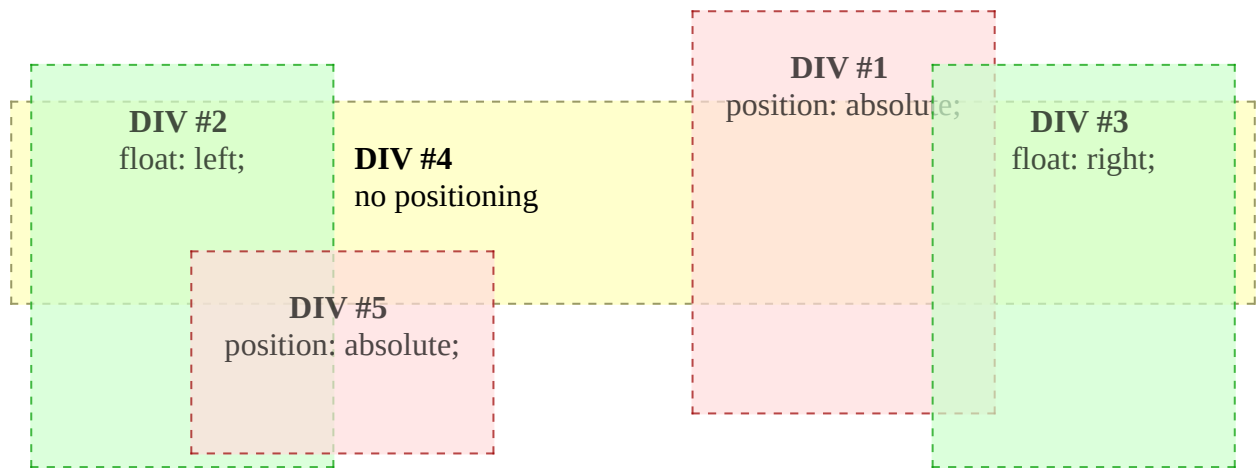 DIV #1
position: absolute;
DIV #2
float: left;
DIV #3
float: right;
DIV #4
no positioning
DIV #5
position: absolute;